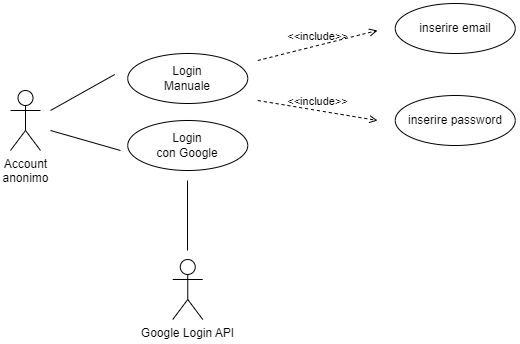 inserire email
<<include>>
Login
Manuale
<<include>>
inserire password
Login
con Google
Account
anonimo
Google Login API